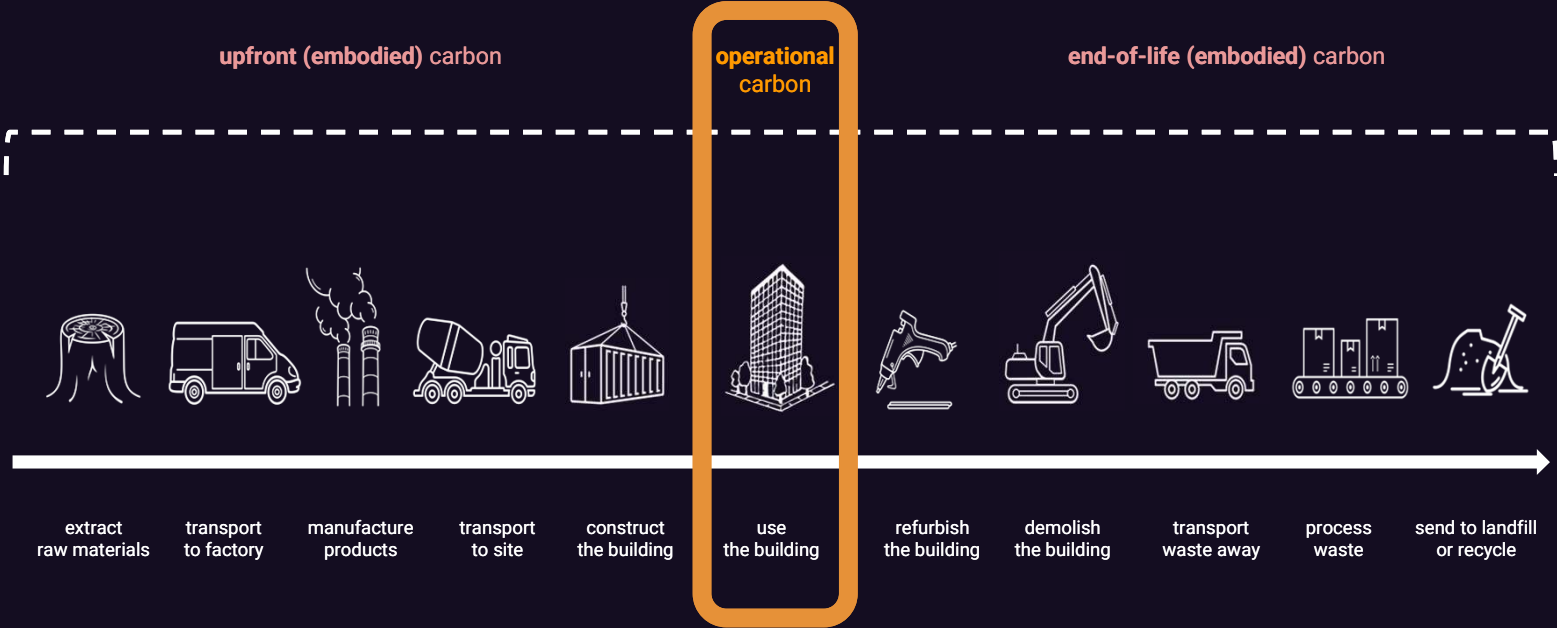 upfront (embodied) carbon
operational
carbon
end-of-life (embodied) carbon
extract
raw materials
transport
to factory
manufacture
products
transport
to site
construct
the building
use
the building
refurbish
the building
demolish
the building
transport
waste away
process
waste
send to landfill
or recycle